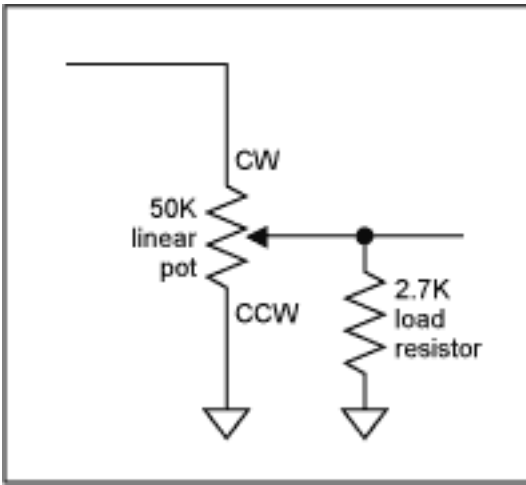 CW
50K
linear
pot
CCW
2.7K
load
resistor